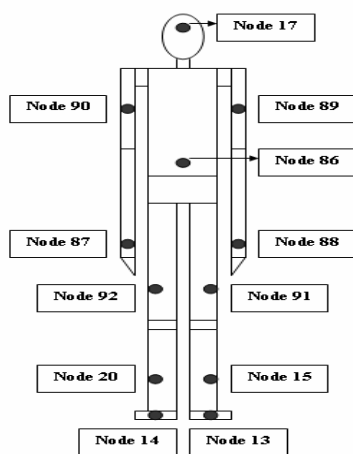 Node 17
Node 90
Node 89
Node 86
Node 87
Node 88
Node 92
Node 91
Node 20
Node 15
Node 14
Node 13